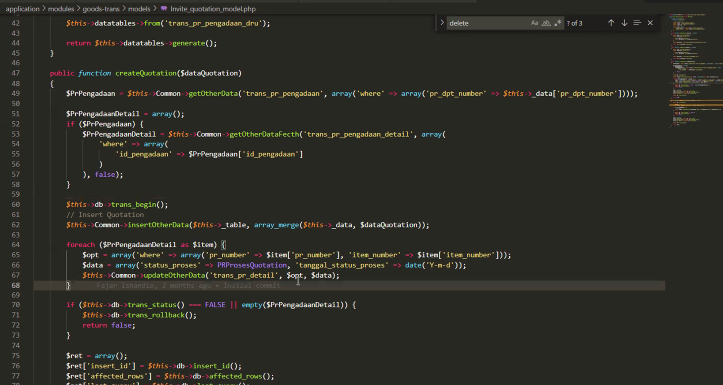 application > modules > goods-trans > models > Invite_quotation_model.php
delete
Aa ab .* ? of 3
42 $this->datatables->from('trans_pr_pengadaan_dru');
43
44 return $this->datatables->generate();
45 }
46
47 public function createQuotation($dataQuotation)
48 {
49 $PrPengadaan = $this->Common->getOtherData('trans_pr_pengadaan', array('where' => array('pr_dpt_number' => $this->_data['pr_dpt_number'])));
50
51 $PrPengadaanDetail = array();
52 if ($PrPengadaan) {
53 $PrPengadaanDetail = $this->Common->getOtherDataFecth('trans_pr_pengadaan_detail', array(
54 'where' => array(
55 'id_pengadaan' => $PrPengadaan['id_pengadaan']
56 )
57 ), false);
58 }
59
60 $this->db->trans_begin();
61 // Insert Quotation
62 $this->Common->insertOtherData($this->_table, array_merge($this->_data, $dataQuotation));
63
64 foreach ($PrPengadaanDetail as $item) {
65 $opt = array('where' => array('pr_number' => $item['pr_number'], 'item_number' => $item['item_number']));
66 $data = array('status_proses' => PRProsesQuotation, 'tanggal_status_proses' => date('Y-m-d'));
67 $this->Common->updateOtherData('trans_pr_detail', $opt, $data);
68 } Fajar Ishandia, 2 months ago • Initial commit
69
70 if ($this->db->trans_status() === FALSE || empty($PrPengadaanDetail)) {
71 $this->db->trans_rollback();
72 return false;
73 }
74
75 $ret = array();
76 $ret['insert_id'] = $this->db->insert_id();
77 $ret['affected_rows'] = $this->db->affected_rows();